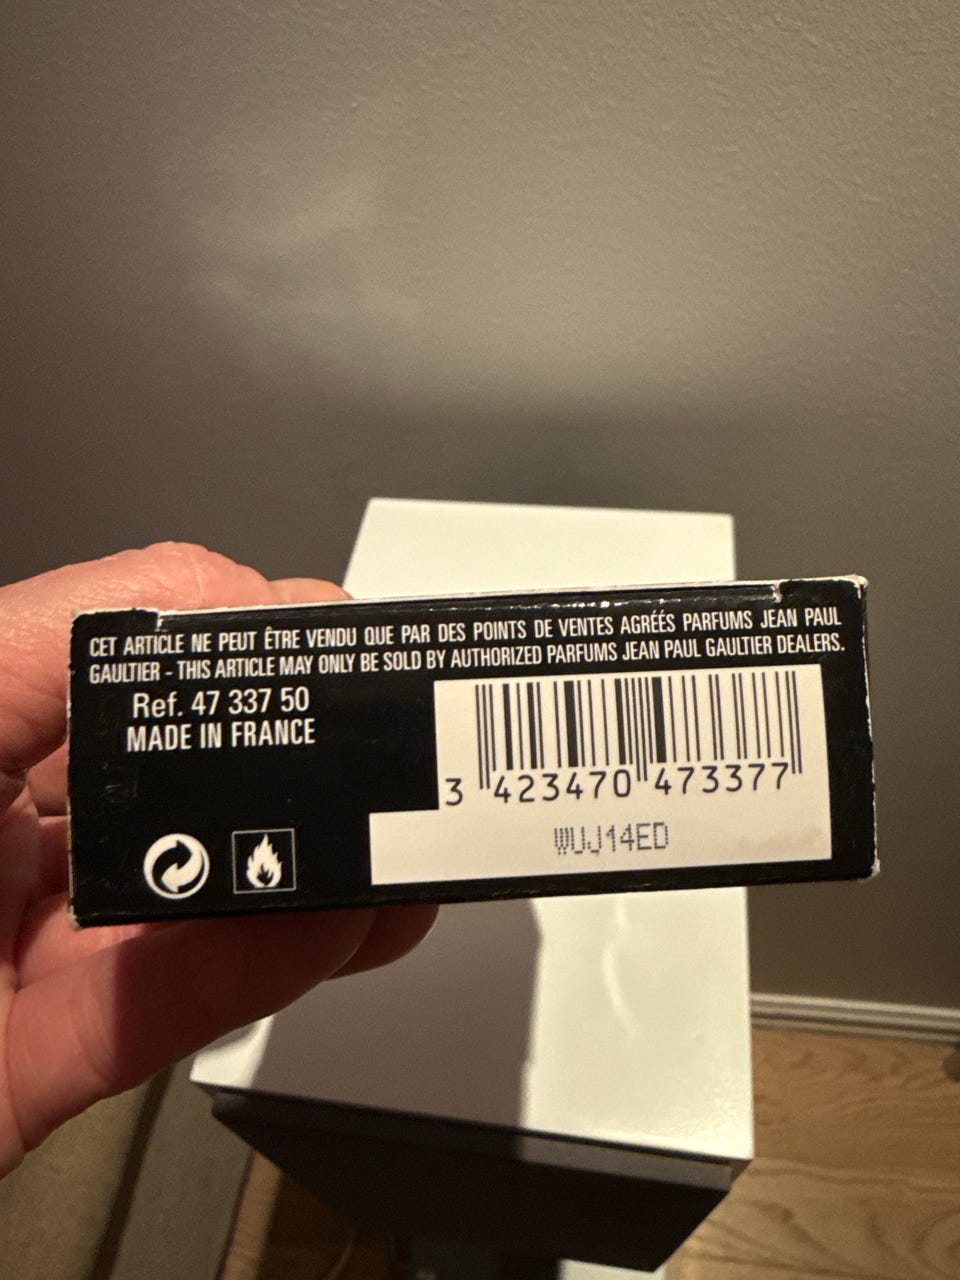 CET ARTICLE NE PEUT ÊTRE VENDU QUE PAR DES POINTS DE VENTES AGRÉÉS PARFUMS JEAN PAUL
GAULTIER - THIS ARTICLE MAY ONLY BE SOLD BY AUTHORIZED PARFUMS JEAN PAUL GAULTIER DEALERS.
Ref. 47 337 50
MADE IN FRANCE
3 423470 473377
WUJ14ED